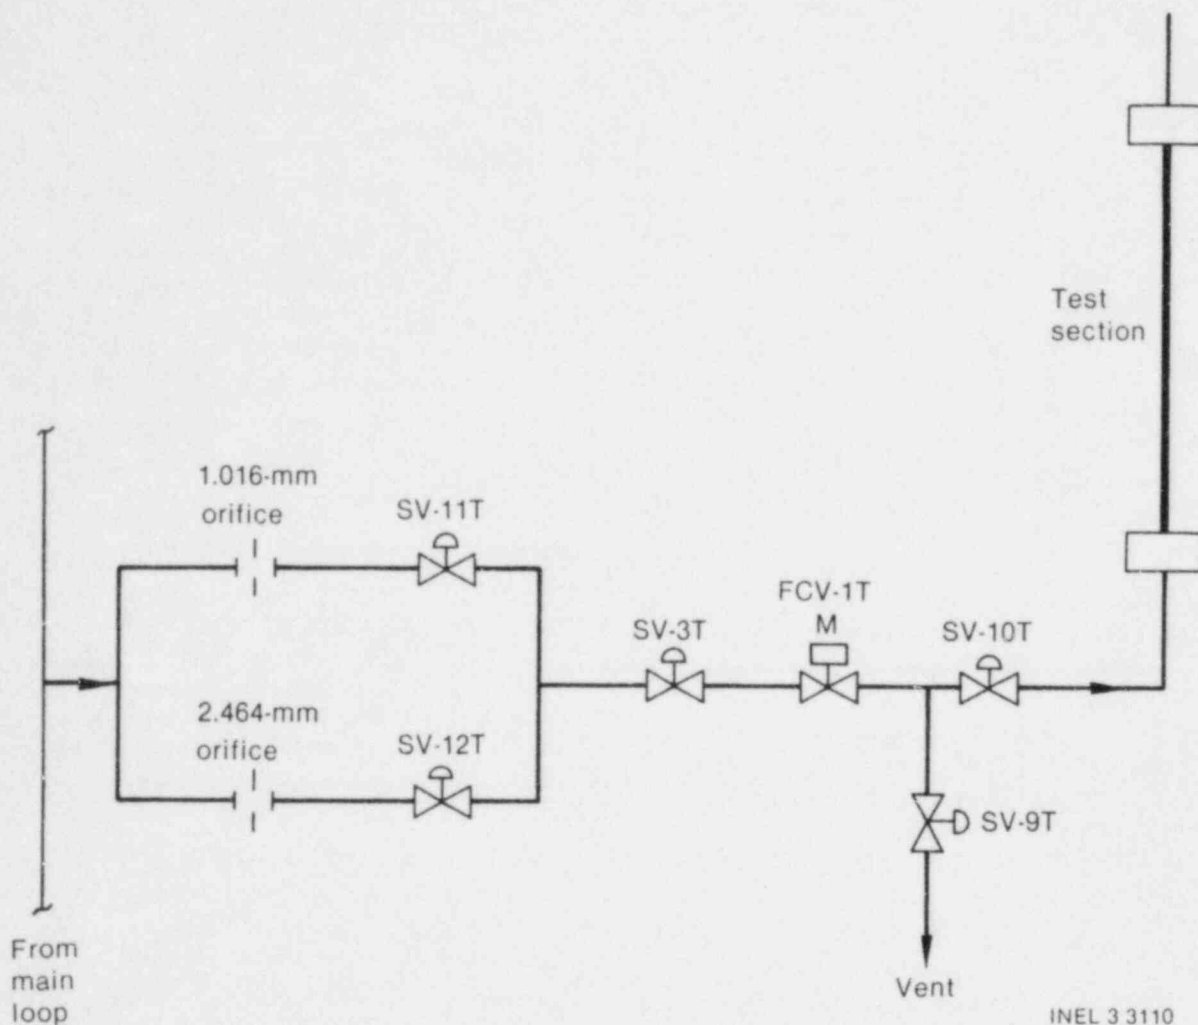 Test
section
1.016-mm
orifice
SV-11T
FCV-1T
M
SV-3T
SV-10T
2.464-mm
orifice
SV-12T
SV-9T
From
main
loop
Vent
INEL 3 3110